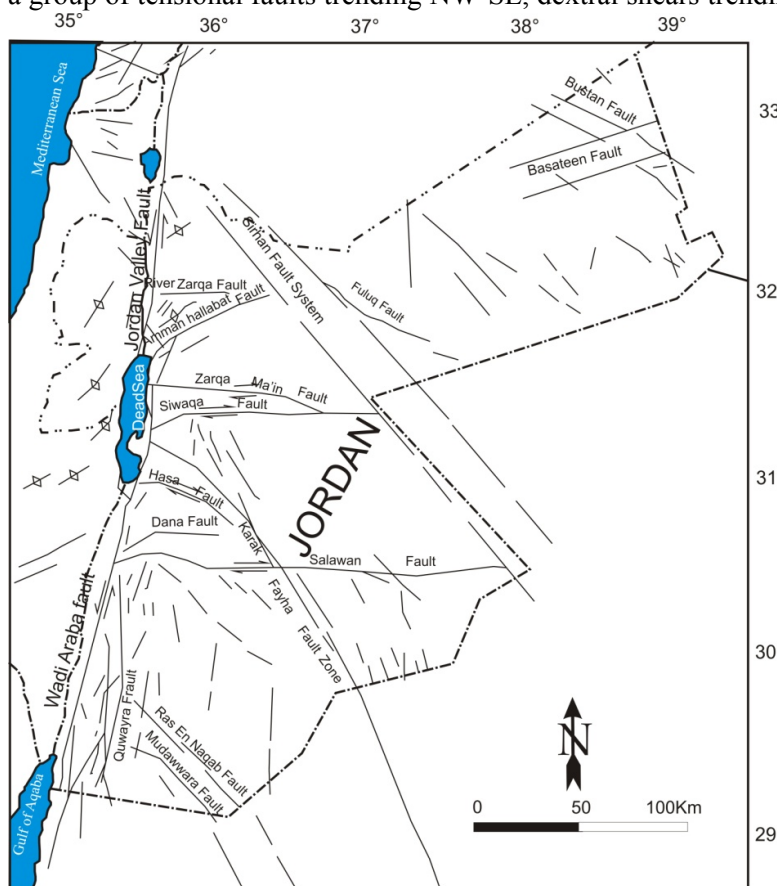 a group of tensional faults trending NW-SE, dextral shears trendi
35°
36°
37°
38°
39°
Mediterranean Sea
33
Bustan Fault
Basateen Fault
Jordan Valley Fault
Sirhan Fault System
River Zarqa Fault
Amman hallabat Fault
Fuluq Fault
32
DeadSea
Zarqa Ma'in Fault
Siwaqa Fault
JORDAN
31
Hasa Fault
Dana Fault
Karak Fayha Fault Zone
Salawan Fault
Wadi Araba fault
30
Quwayra Frault
Ras En Naqab Fault
Mudawwara Fault
N
Gulf of Aqaba
0 50 100Km
29